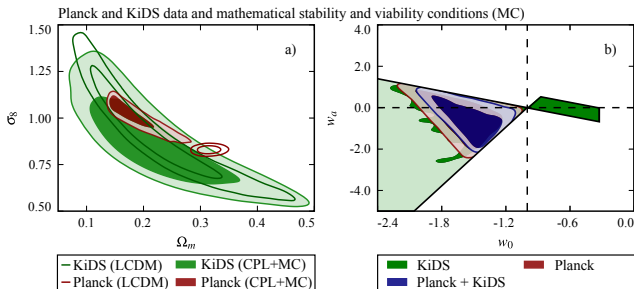 Planck and KiDS data and mathematical stability and viability conditions (MC)
a)
σ8
1.50
1.25
1.00
0.75
0.50
0.1 0.2 0.3 0.4 0.5
Ωm
KiDS (LCDM) KiDS (CPL+MC)
Planck (LCDM) Planck (CPL+MC)
b)
wa
4.0
2.0
0.0
-2.0
-4.0
-2.4 -1.8 -1.2 -0.6 0.0
w0
KiDS Planck
Planck + KiDS